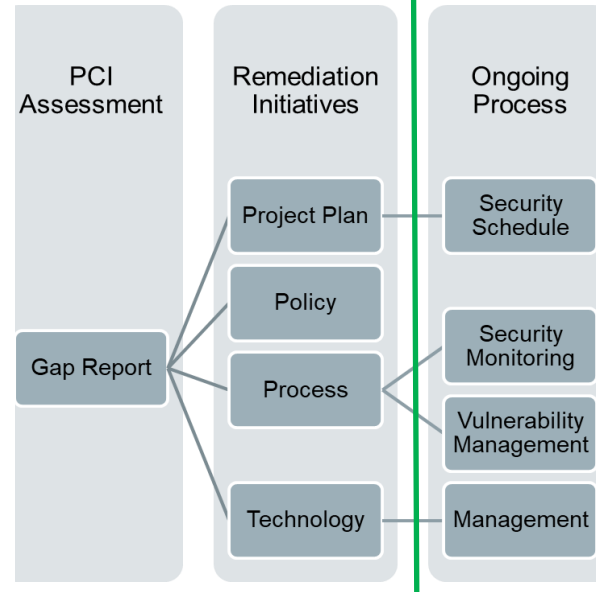 PCI
Assessment
Remediation
Initiatives
Ongoing
Process
Gap Report
Project Plan
Policy
Process
Technology
Security
Schedule
Security
Monitoring
Vulnerability
Management
Management